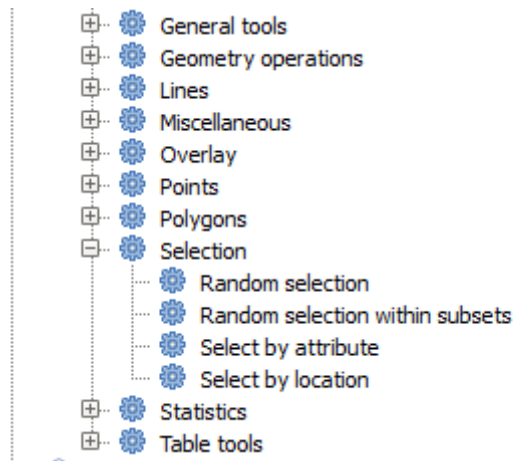 General tools
Geometry operations
Lines
Miscellaneous
Overlay
Points
Polygons
Selection
Random selection
Random selection within subsets
Select by attribute
Select by location
Statistics
Table tools